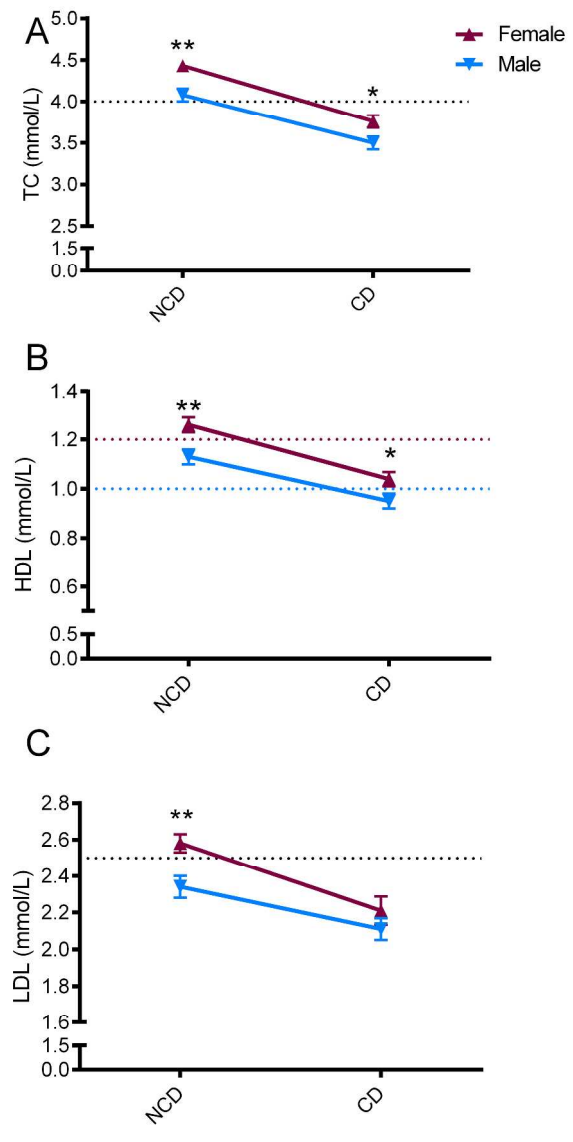 A
Female
Male
**
*
TC (mmol/L)
5.0
4.5
4.0
3.5
3.0
2.5
1.5
0.0
NCD
CD
B
**
*
HDL (mmol/L)
1.4
1.2
1.0
0.8
0.6
0.5
0.0
NCD
CD
C
**
LDL (mmol/L)
2.8
2.6
2.4
2.2
2.0
1.8
1.6
1.5
0.0
NCD
CD